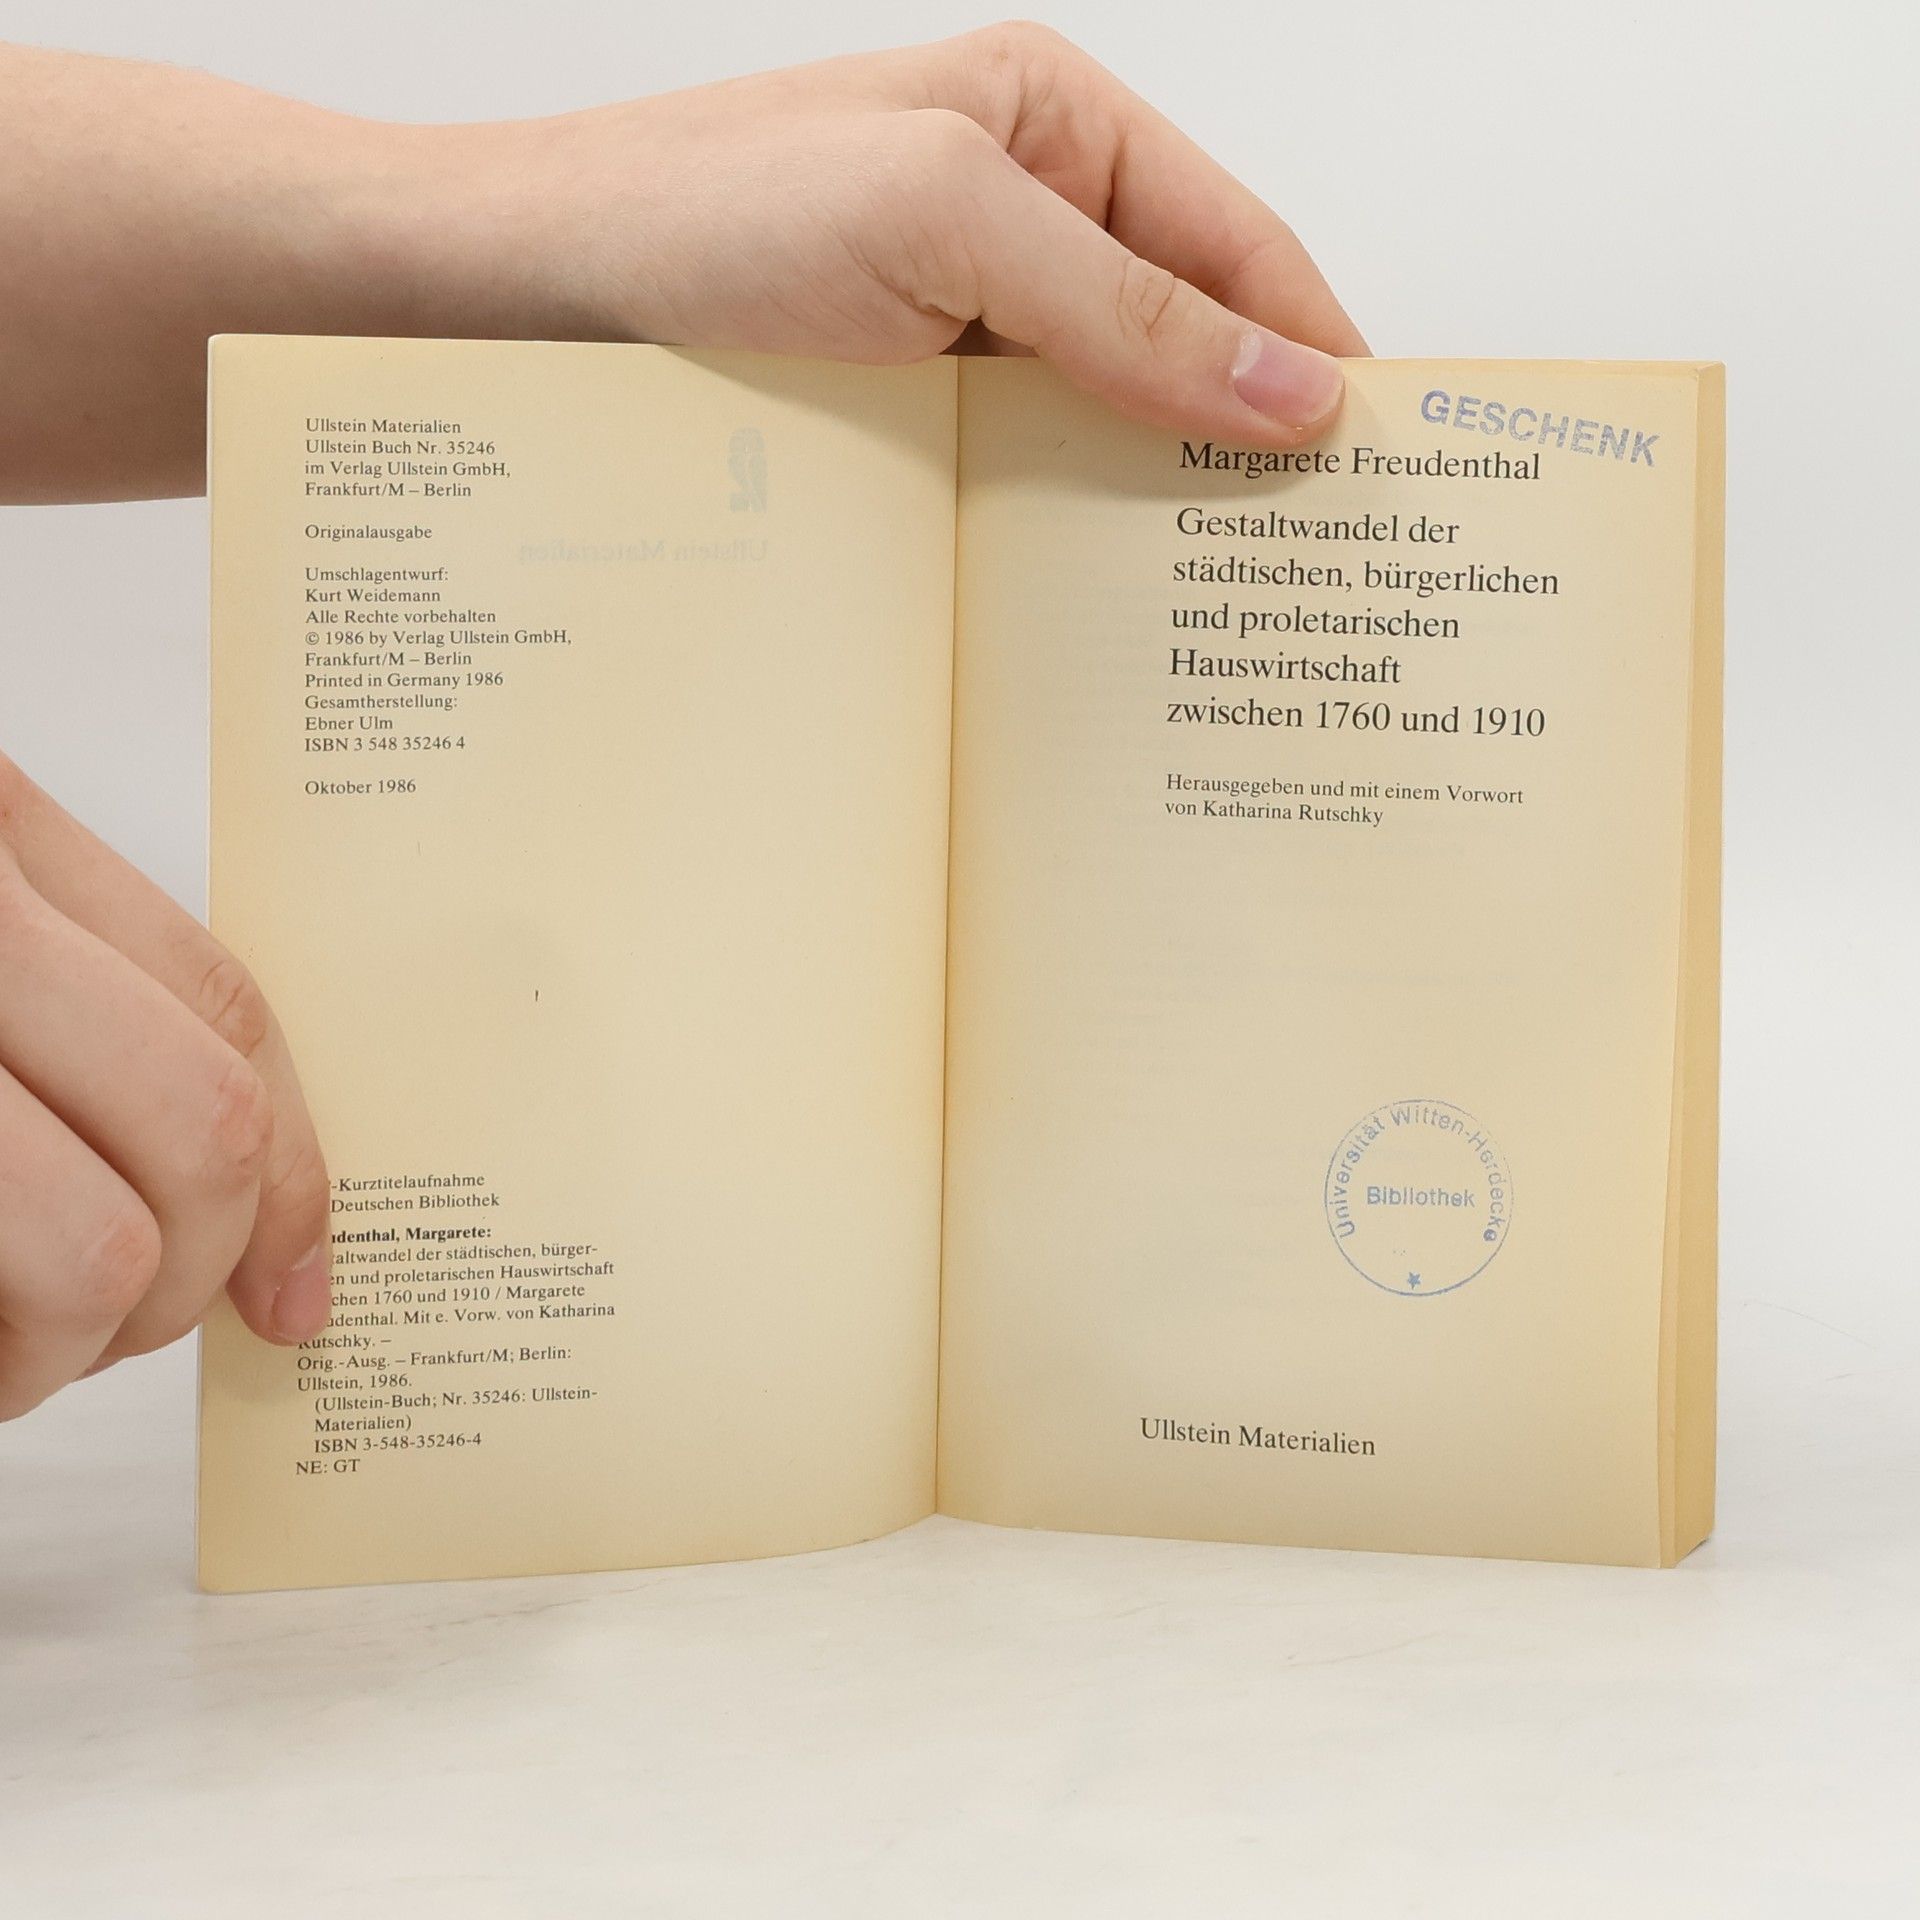 Ullstein Materialien
Ullstein Buch Nr. 35246
im Verlag Ullstein GmbH,
Frankfurt/M – Berlin
Originalausgabe
Umschlagentwurf:
Kurt Weidemann
Alle Rechte vorbehalten
© 1986 by Verlag Ullstein GmbH,
Frankfurt/M – Berlin
Printed in Germany 1986
Gesamtherstellung:
Ebner Ulm
ISBN 3 548 35246 4
Oktober 1986
-Kurztitelaufnahme
Deutschen Bibliothek
Margarete:
der städtischen, bürger-
und proletarischen Hauswirtschaft
1760 und 1910 / Margarete
Mit e. Vorw. von Katharina
Rutschky. –
Orig.-Ausg. – Frankfurt/M; Berlin:
Ullstein, 1986.
(Ullstein-Buch; Nr. 35246: Ullstein-
Materialien)
ISBN 3-548-35246-4
NE: GT
Ullstein Materialien
GESCHENK
Margarete Freudenthal
Gestaltwandel der
städtischen, bürgerlichen
und proletarischen
Hauswirtschaft
zwischen 1760 und 1910
Herausgegeben und mit einem Vorwort
von Katharina Rutschky
Universität Witten-Herdecke
Bibliothek
Ullstein Materialien